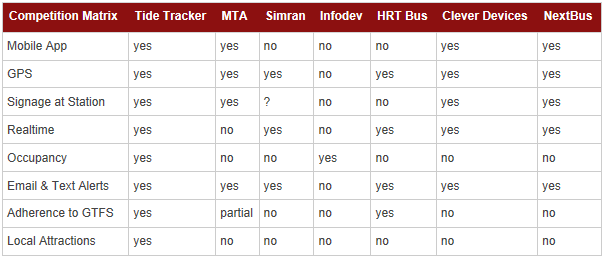 Competition Matrix Tide Tracker MTA Simran Infodev HRT Bus Clever Devices NextBus
Mobile App yes yes no no no yes yes
GPS yes yes yes no yes yes yes
Signage at Station yes yes ? no no yes yes
Realtime yes no yes no yes yes yes
Occupancy yes no no yes no no no
Email & Text Alerts yes yes yes no yes yes yes
Adherence to GTFS yes partial no no yes no no
Local Attractions yes no no no no no no